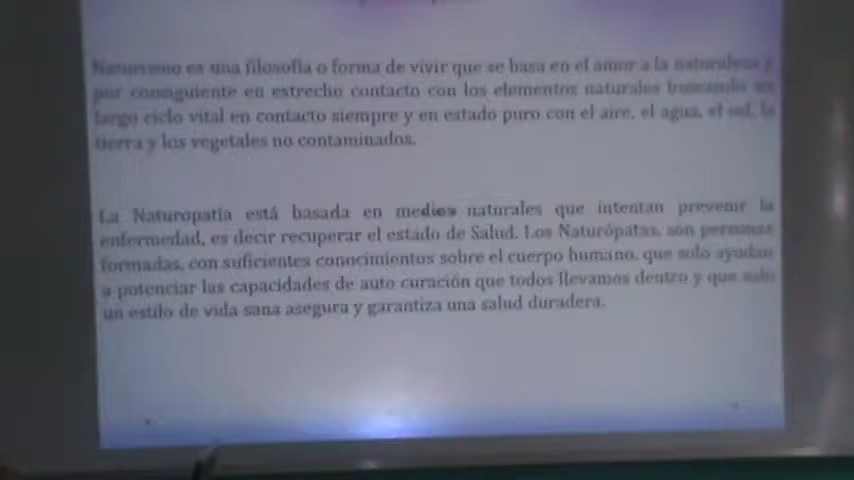 Naturismo es una filosofía o forma de vivir que se basa en el amor a la naturaleza y
por consiguiente en estrecho contacto con los elementos naturales buscando un
largo ciclo vital en contacto siempre y en estado puro con el aire, el agua, el sol, la
tierra y los vegetales no contaminados.
La Naturopatía está basada en medios naturales que intentan prevenir la
enfermedad, es decir recuperar el estado de Salud. Los Naturópatas, son personas
formadas, con suficientes conocimientos sobre el cuerpo humano, que solo ayudan
a potenciar las capacidades de auto curación que todos llevamos dentro y que solo
un estilo de vida sana asegura y garantiza una salud duradera.